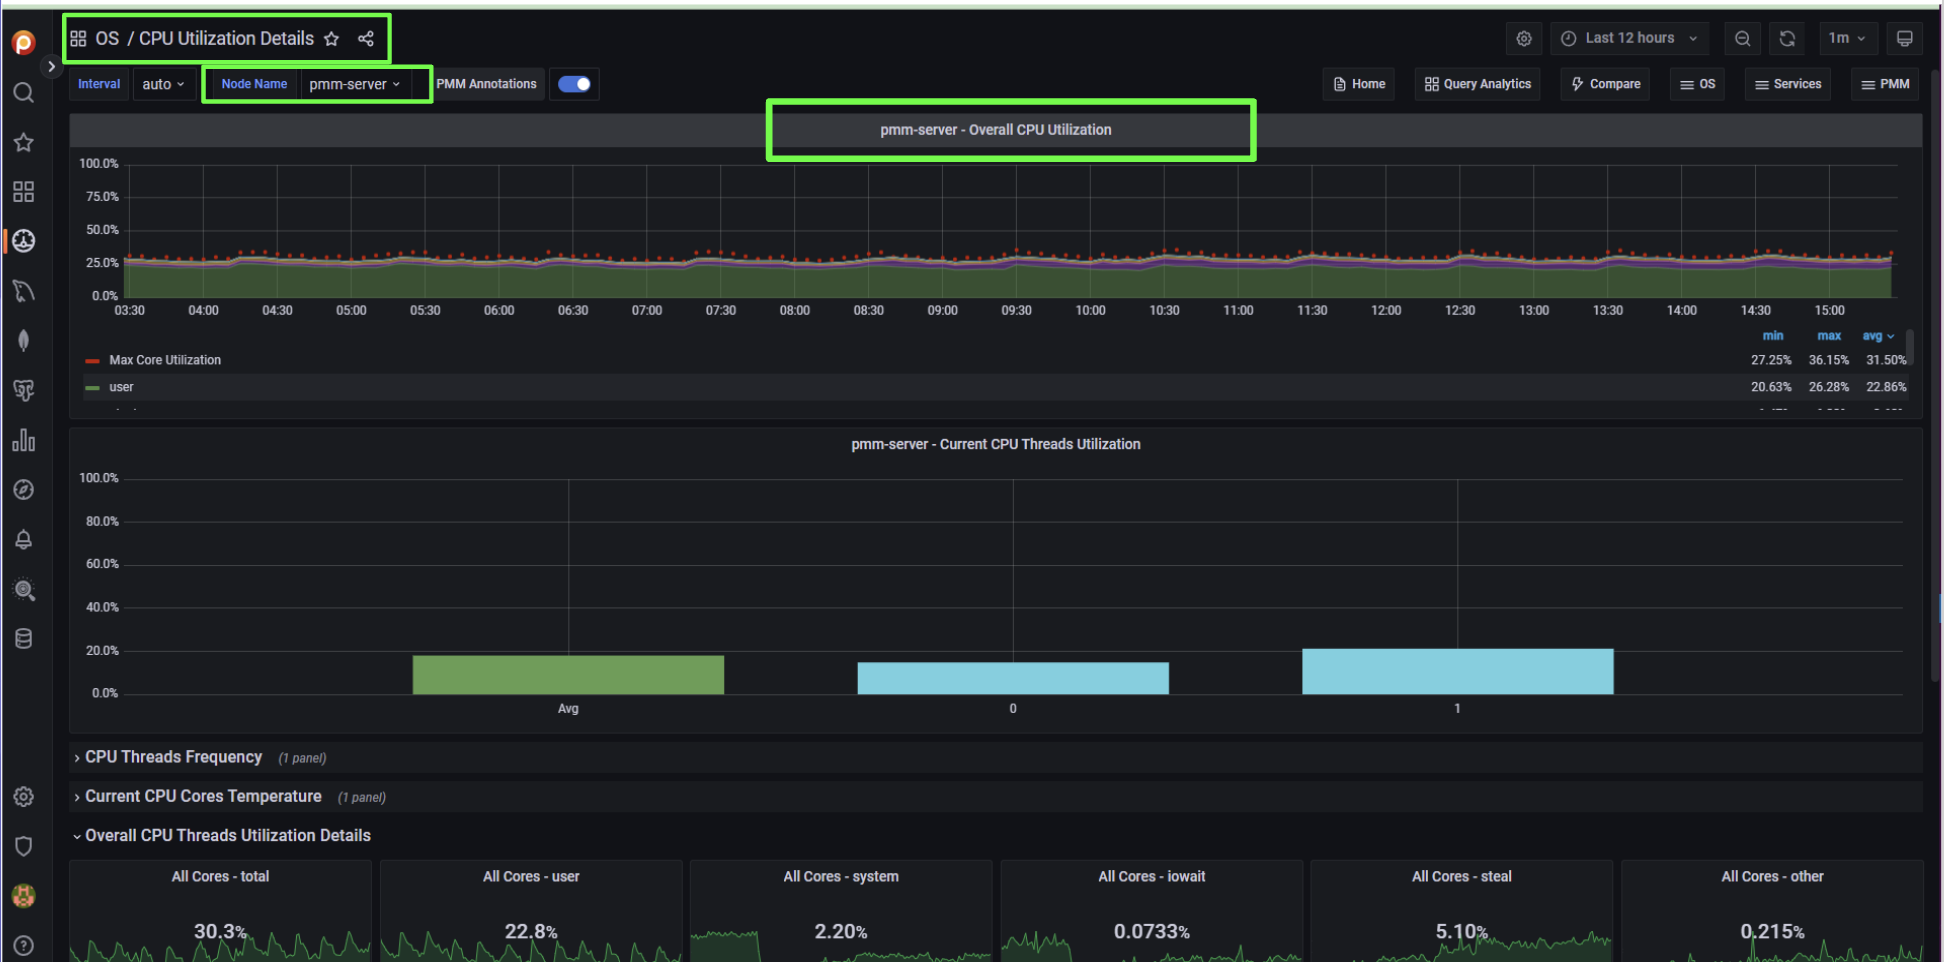 OS / CPU Utilization Details
Last 12 hours
1m
Interval auto Node Name pmm-server PMM Annotations
Home Query Analytics Compare OS Services PMM
pmm-server - Overall CPU Utilization
100.0%
75.0%
50.0%
25.0%
0.0%
03:30 04:00 04:30 05:00 05:30 06:00 06:30 07:00 07:30 08:00 08:30 09:00 09:30 10:00 10:30 11:00 11:30 12:00 12:30 13:00 13:30 14:00 14:30 15:00
min max avg
Max Core Utilization 27.25% 36.15% 31.50%
user 20.63% 26.28% 22.86%
pmm-server - Current CPU Threads Utilization
100.0%
80.0%
60.0%
40.0%
20.0%
0.0%
Avg 0 1
CPU Threads Frequency (1 panel)
Current CPU Cores Temperature (1 panel)
Overall CPU Threads Utilization Details
All Cores - total All Cores - user All Cores - system All Cores - iowait All Cores - steal All Cores - other
30.3% 22.8% 2.20% 0.0733% 5.10% 0.215%